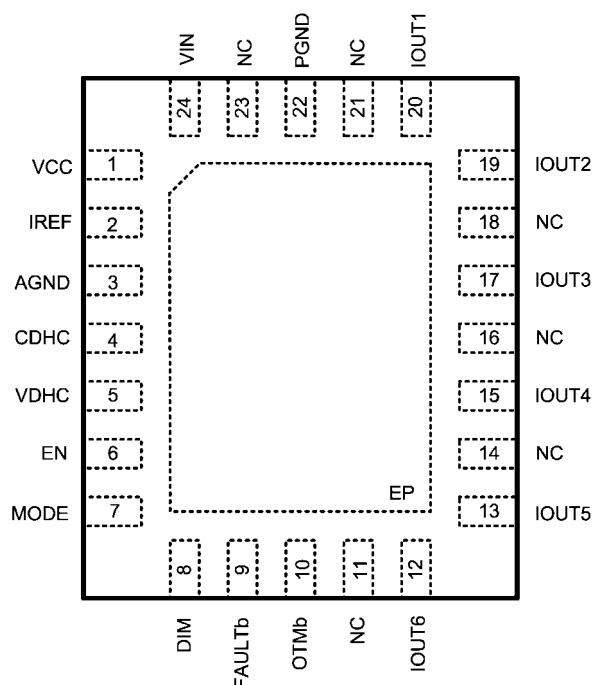 VIN NC PGND NC IOUT1
24 23 22 21 20
VCC 1 19 IOUT2
IREF 2 18 NC
AGND 3 17 IOUT3
CDHC 4 16 NC
VDHC 5 15 IOUT4
EN 6 14 NC
EP
MODE 7 13 IOUT5
8 9 10 11 12
DIM FAULTb OTMb NC IOUT6